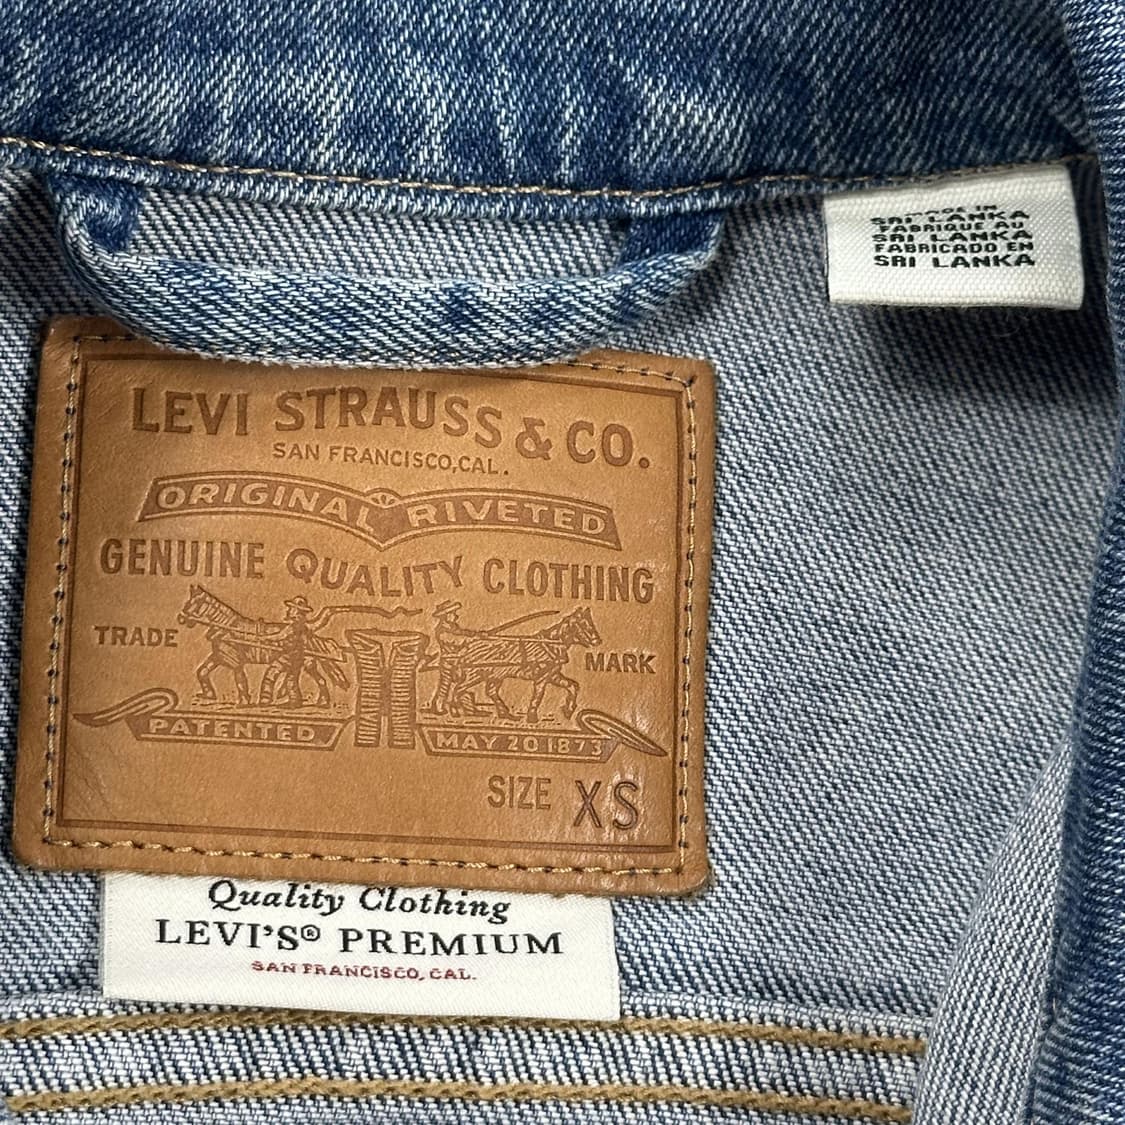 MADE IN
SRI LANKA
FABRIQUE AU
SRI LANKA
FABRICADO EN
SRI LANKA
LEVI STRAUSS & CO.
SAN FRANCISCO, CAL.
ORIGINAL RIVETED
GENUINE QUALITY CLOTHING
TRADE MARK
PATENTED MAY 20 1873
SIZE XS
Quality Clothing
LEVI'S® PREMIUM
SAN FRANCISCO, CAL.